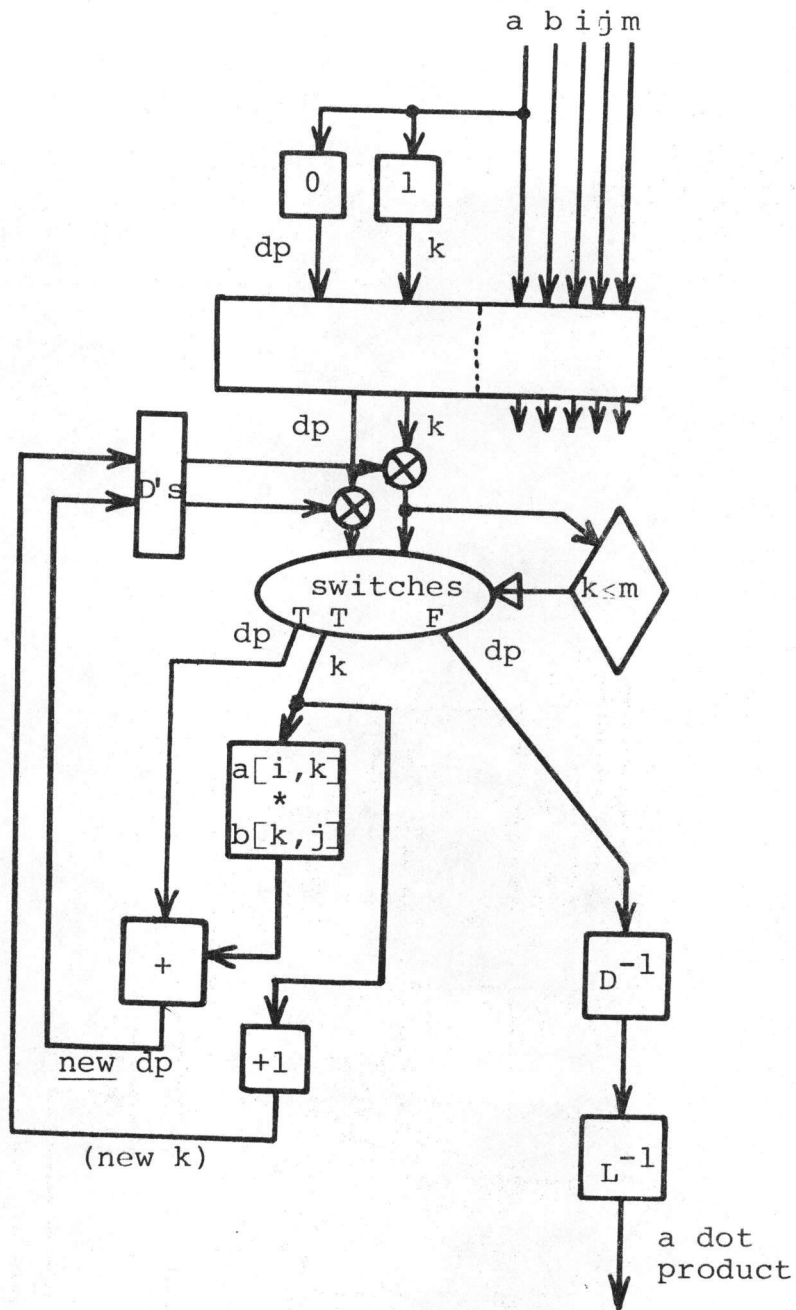 a b i j m
0
1
dp
k
dp
k
D's
switches
k≤m
T T F
dp
k
dp
a[i,k]
*
b[k,j]
+
D⁻¹
new dp
+1
(new k)
L⁻¹
a dot
product